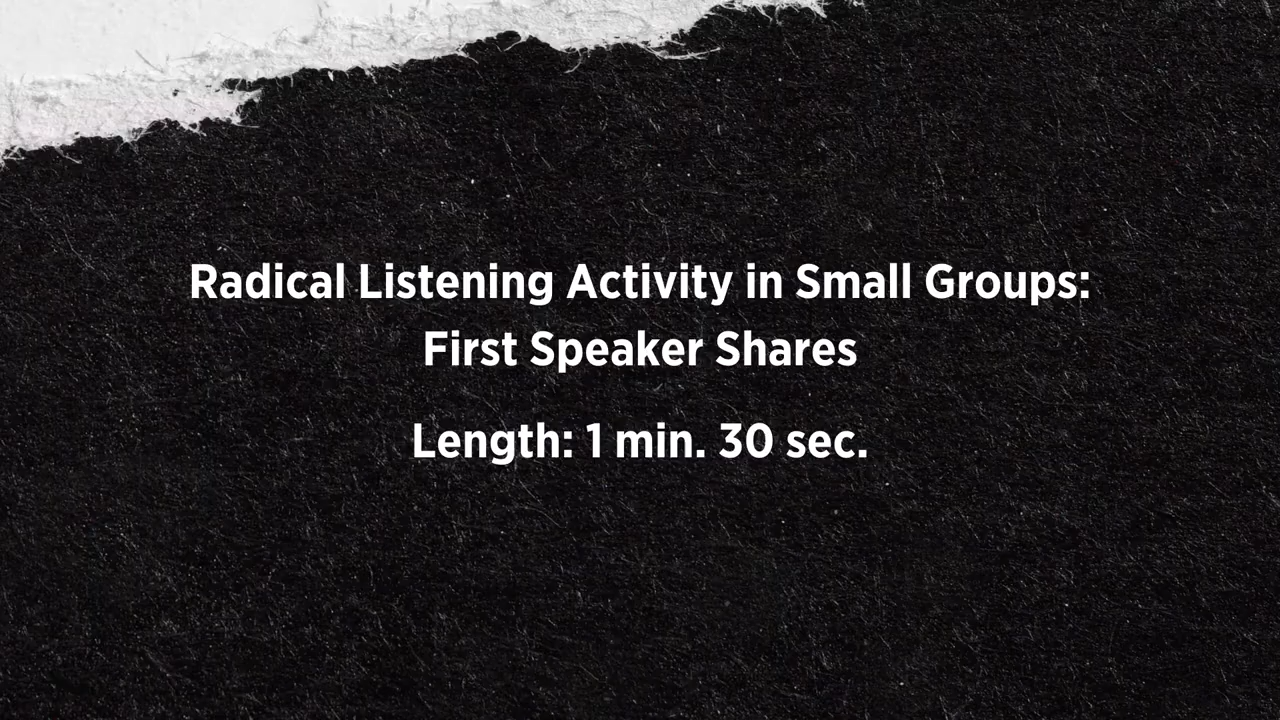 Radical Listening Activity in Small Groups:
First Speaker Shares
Length: 1 min. 30 sec.